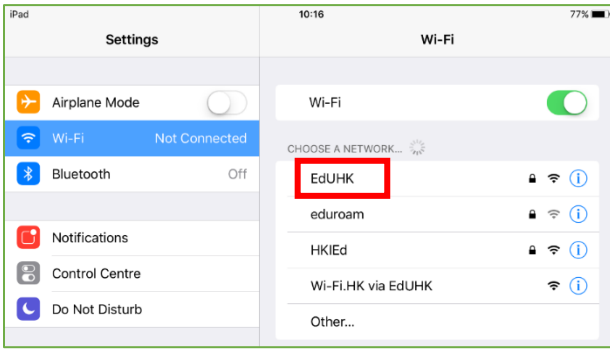 iPad 10:16 77%
Settings
Wi-Fi
Airplane Mode
Wi-Fi Not Connected
Bluetooth Off
Notifications
Control Centre
Do Not Disturb
Wi-Fi
CHOOSE A NETWORK...
EdUHK
eduroam
HKIEd
Wi-Fi.HK via EdUHK
Other...